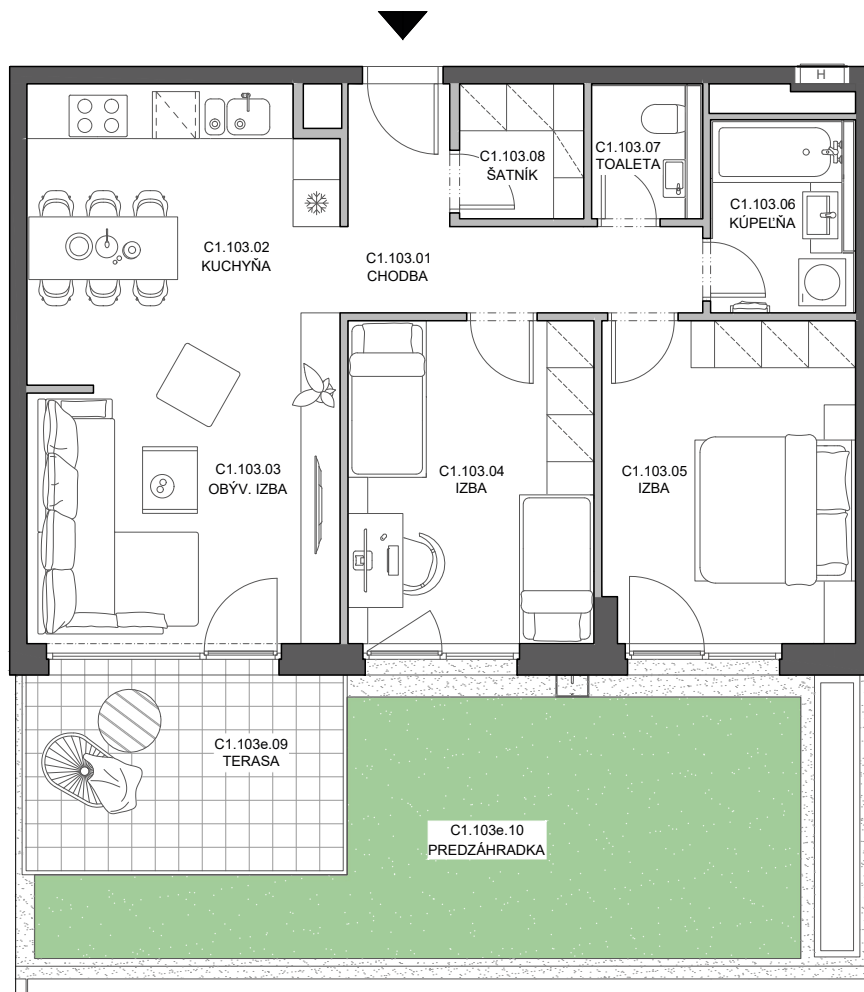 H
C1.103.08
ŠATNÍK
C1.103.07
TOALETA
C1.103.06
KÚPEĽŇA
C1.103.02
KUCHYŇA
C1.103.01
CHODBA
C1.103.03
OBÝV. IZBA
C1.103.04
IZBA
C1.103.05
IZBA
C1.103e.09
TERASA
C1.103e.10
PREDZÁHRADKA